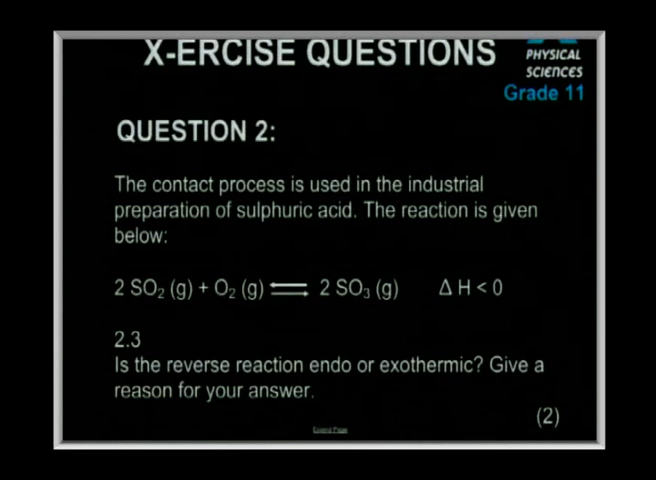 X-ERCISE QUESTIONS
PHYSICAL
SCIENCES
Grade 11
QUESTION 2:
The contact process is used in the industrial
preparation of sulphuric acid. The reaction is given
below:
2 SO₂ (g) + O₂ (g) ⇌ 2 SO₃ (g) Δ H < 0
2.3
Is the reverse reaction endo or exothermic? Give a
reason for your answer.
(2)